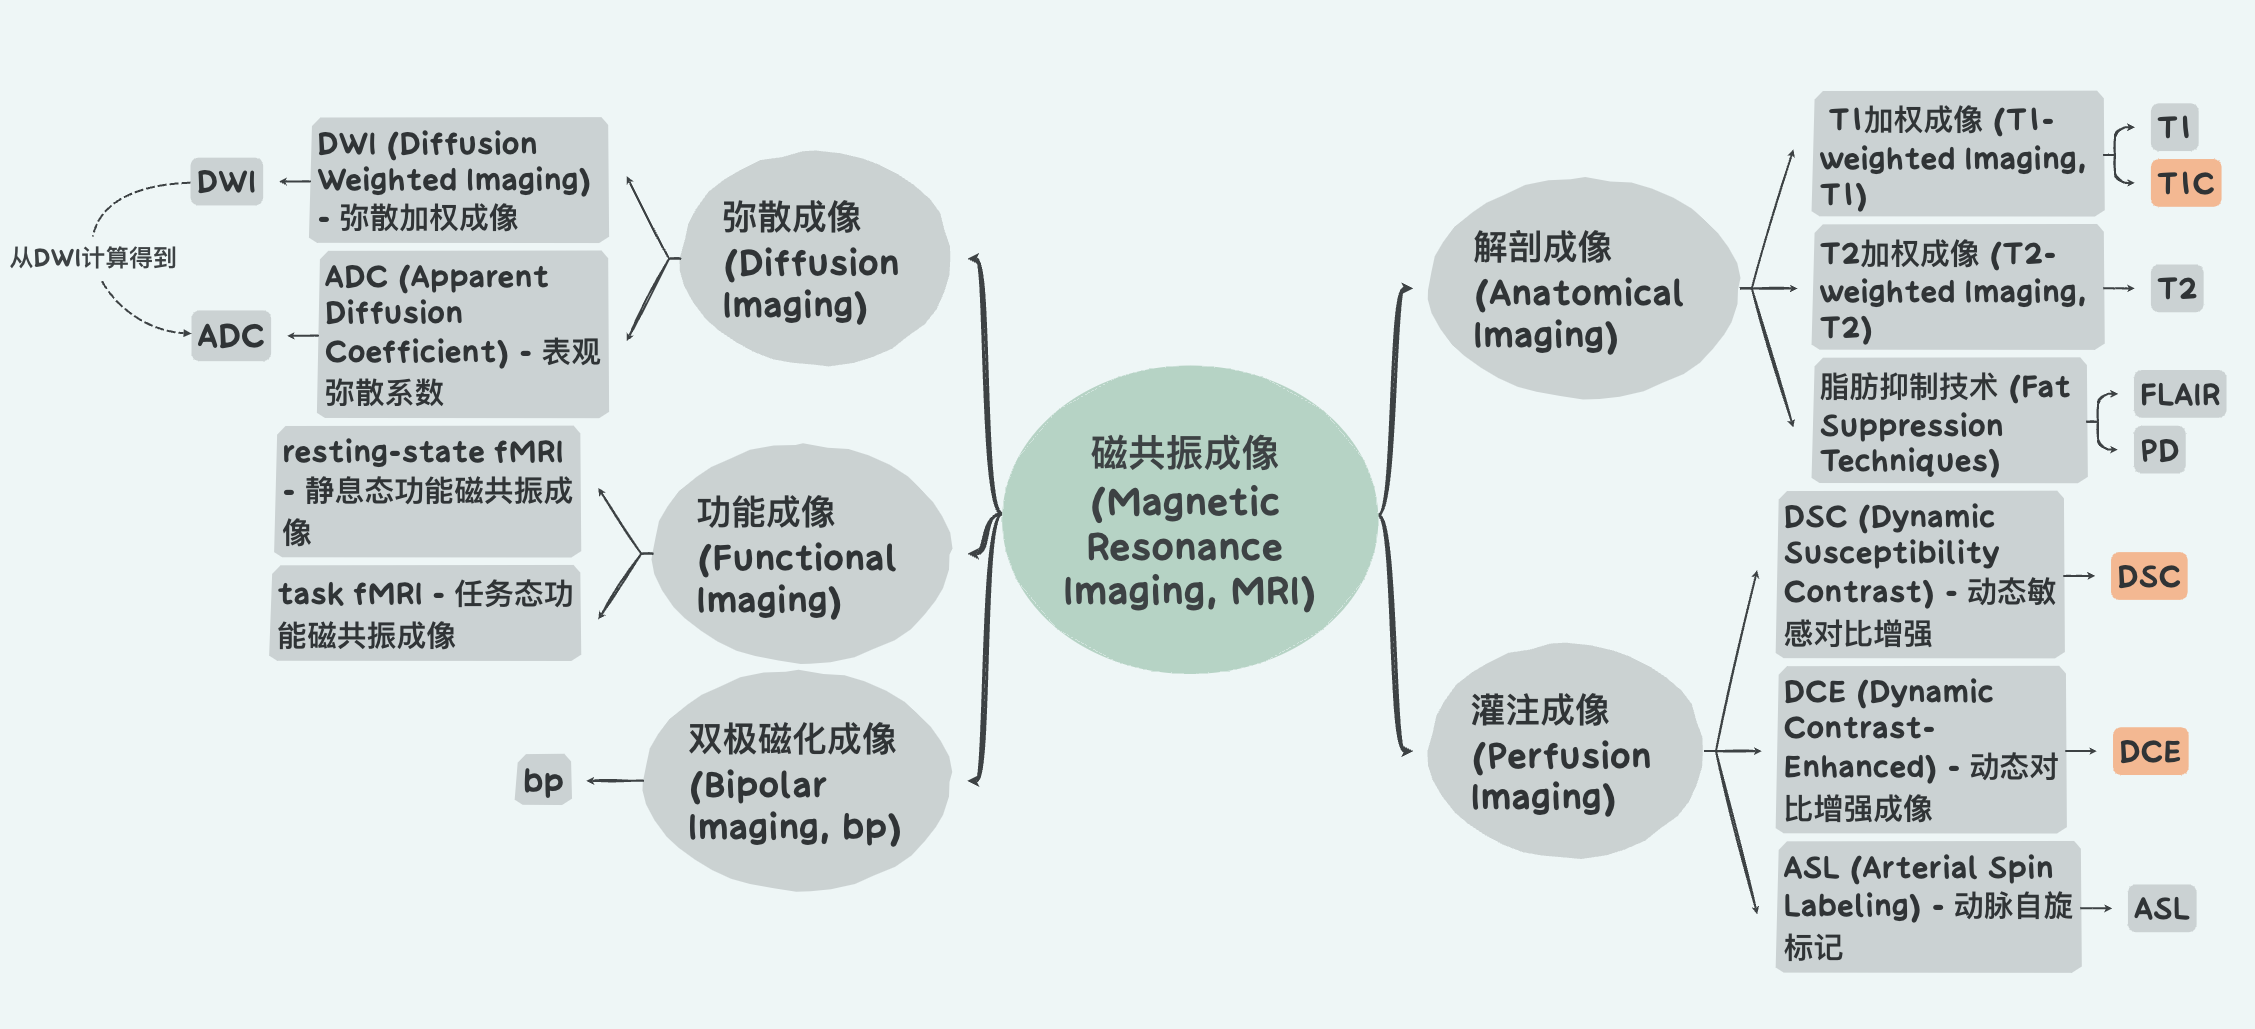 磁共振成像
(Magnetic
Resonance
Imaging, MRI)
解剖成像
(Anatomical
Imaging)
T1加权成像 (T1-
weighted Imaging,
T1)
T1
T1C
T2加权成像 (T2-
weighted Imaging,
T2)
T2
脂肪抑制技术 (Fat
Suppression
Techniques)
FLAIR
PD
灌注成像
(Perfusion
Imaging)
DSC (Dynamic
Susceptibility
Contrast) - 动态敏
感对比增强
DSC
DCE (Dynamic
Contrast-
Enhanced) - 动态对
比增强成像
DCE
ASL (Arterial Spin
Labeling) - 动脉自旋
标记
ASL
弥散成像
(Diffusion
Imaging)
DWI (Diffusion
Weighted Imaging)
- 弥散加权成像
DWI
从DWI计算得到
ADC (Apparent
Diffusion
Coefficient) - 表观
弥散系数
ADC
功能成像
(Functional
Imaging)
resting-state fMRI
- 静息态功能磁共振成
像
task fMRI - 任务态功
能磁共振成像
双极磁化成像
(Bipolar
Imaging, bp)
bp